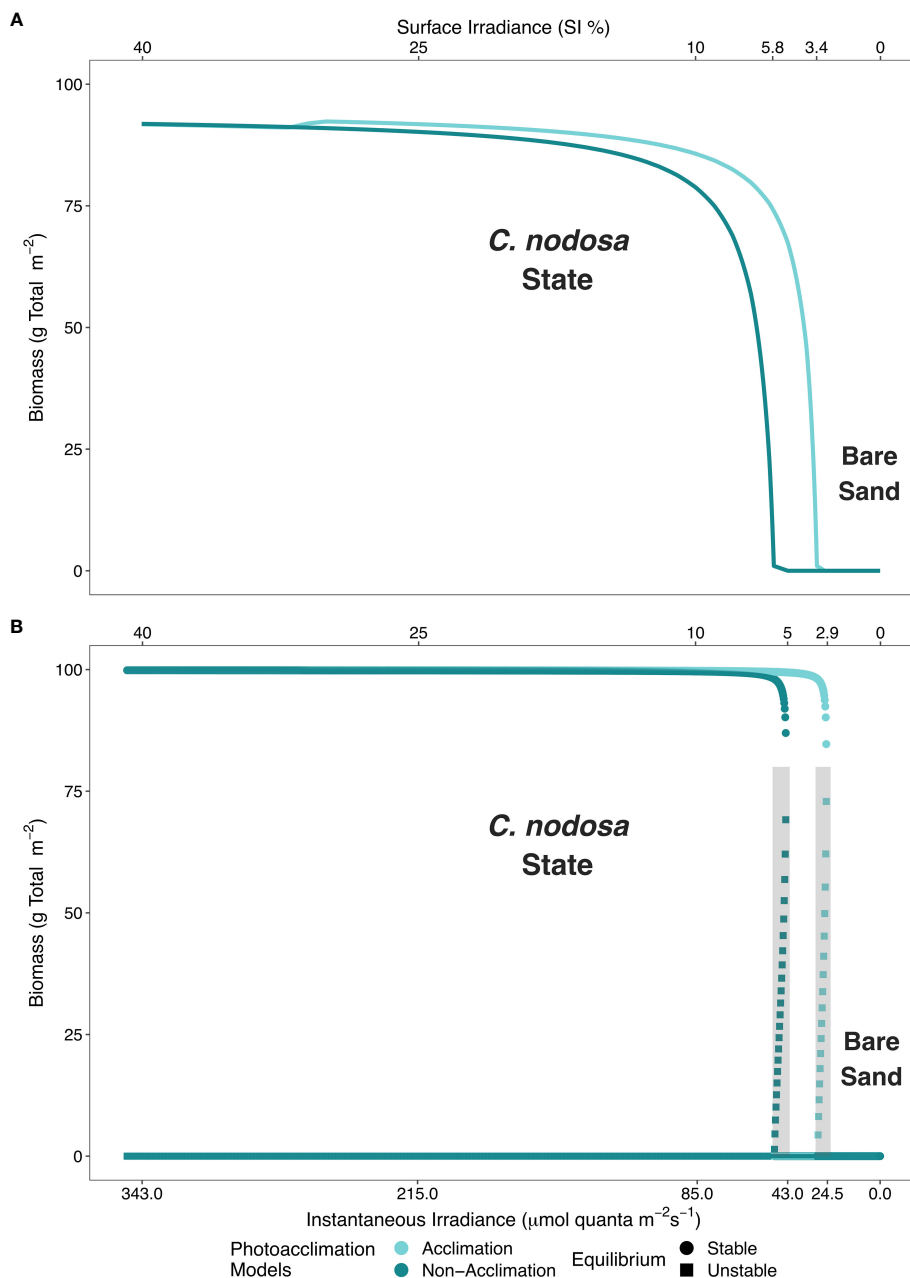 A
Surface Irradiance (SI %)
40 25 10 5.8 3.4 0
100
75
50
25
0
Biomass (g Total m⁻²)
C. nodosa
State
Bare
Sand
B
40 25 10 5 2.9 0
100
75
50
25
0
Biomass (g Total m⁻²)
C. nodosa
State
Bare
Sand
343.0 215.0 85.0 43.0 24.5 0.0
Instantaneous Irradiance (μmol quanta m⁻²s⁻¹)
Photoacclimation
Models
Acclimation
Non−Acclimation
Equilibrium
Stable
Unstable